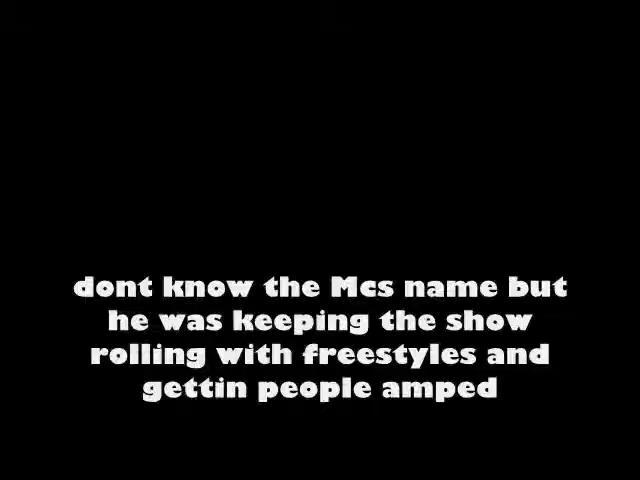 dont know the Mcs name but
he was keeping the show
rolling with freestyles and
gettin people amped